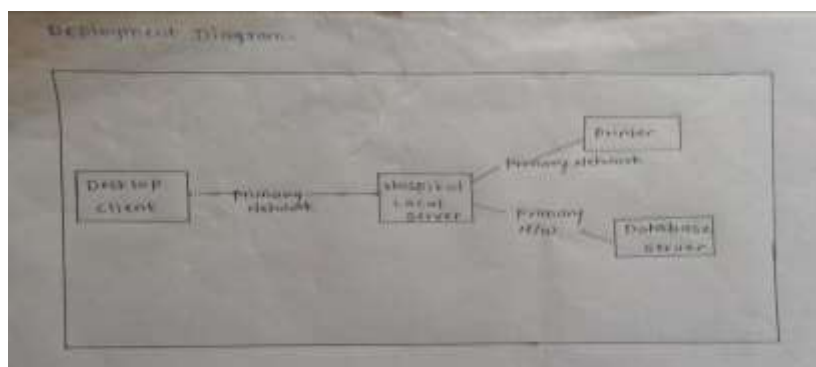 Deployment Diagram.
Printer
Primary Network
Desktop
client
Primary
Network
Hospital
Local
Server
Primary
N/w
Database
Server